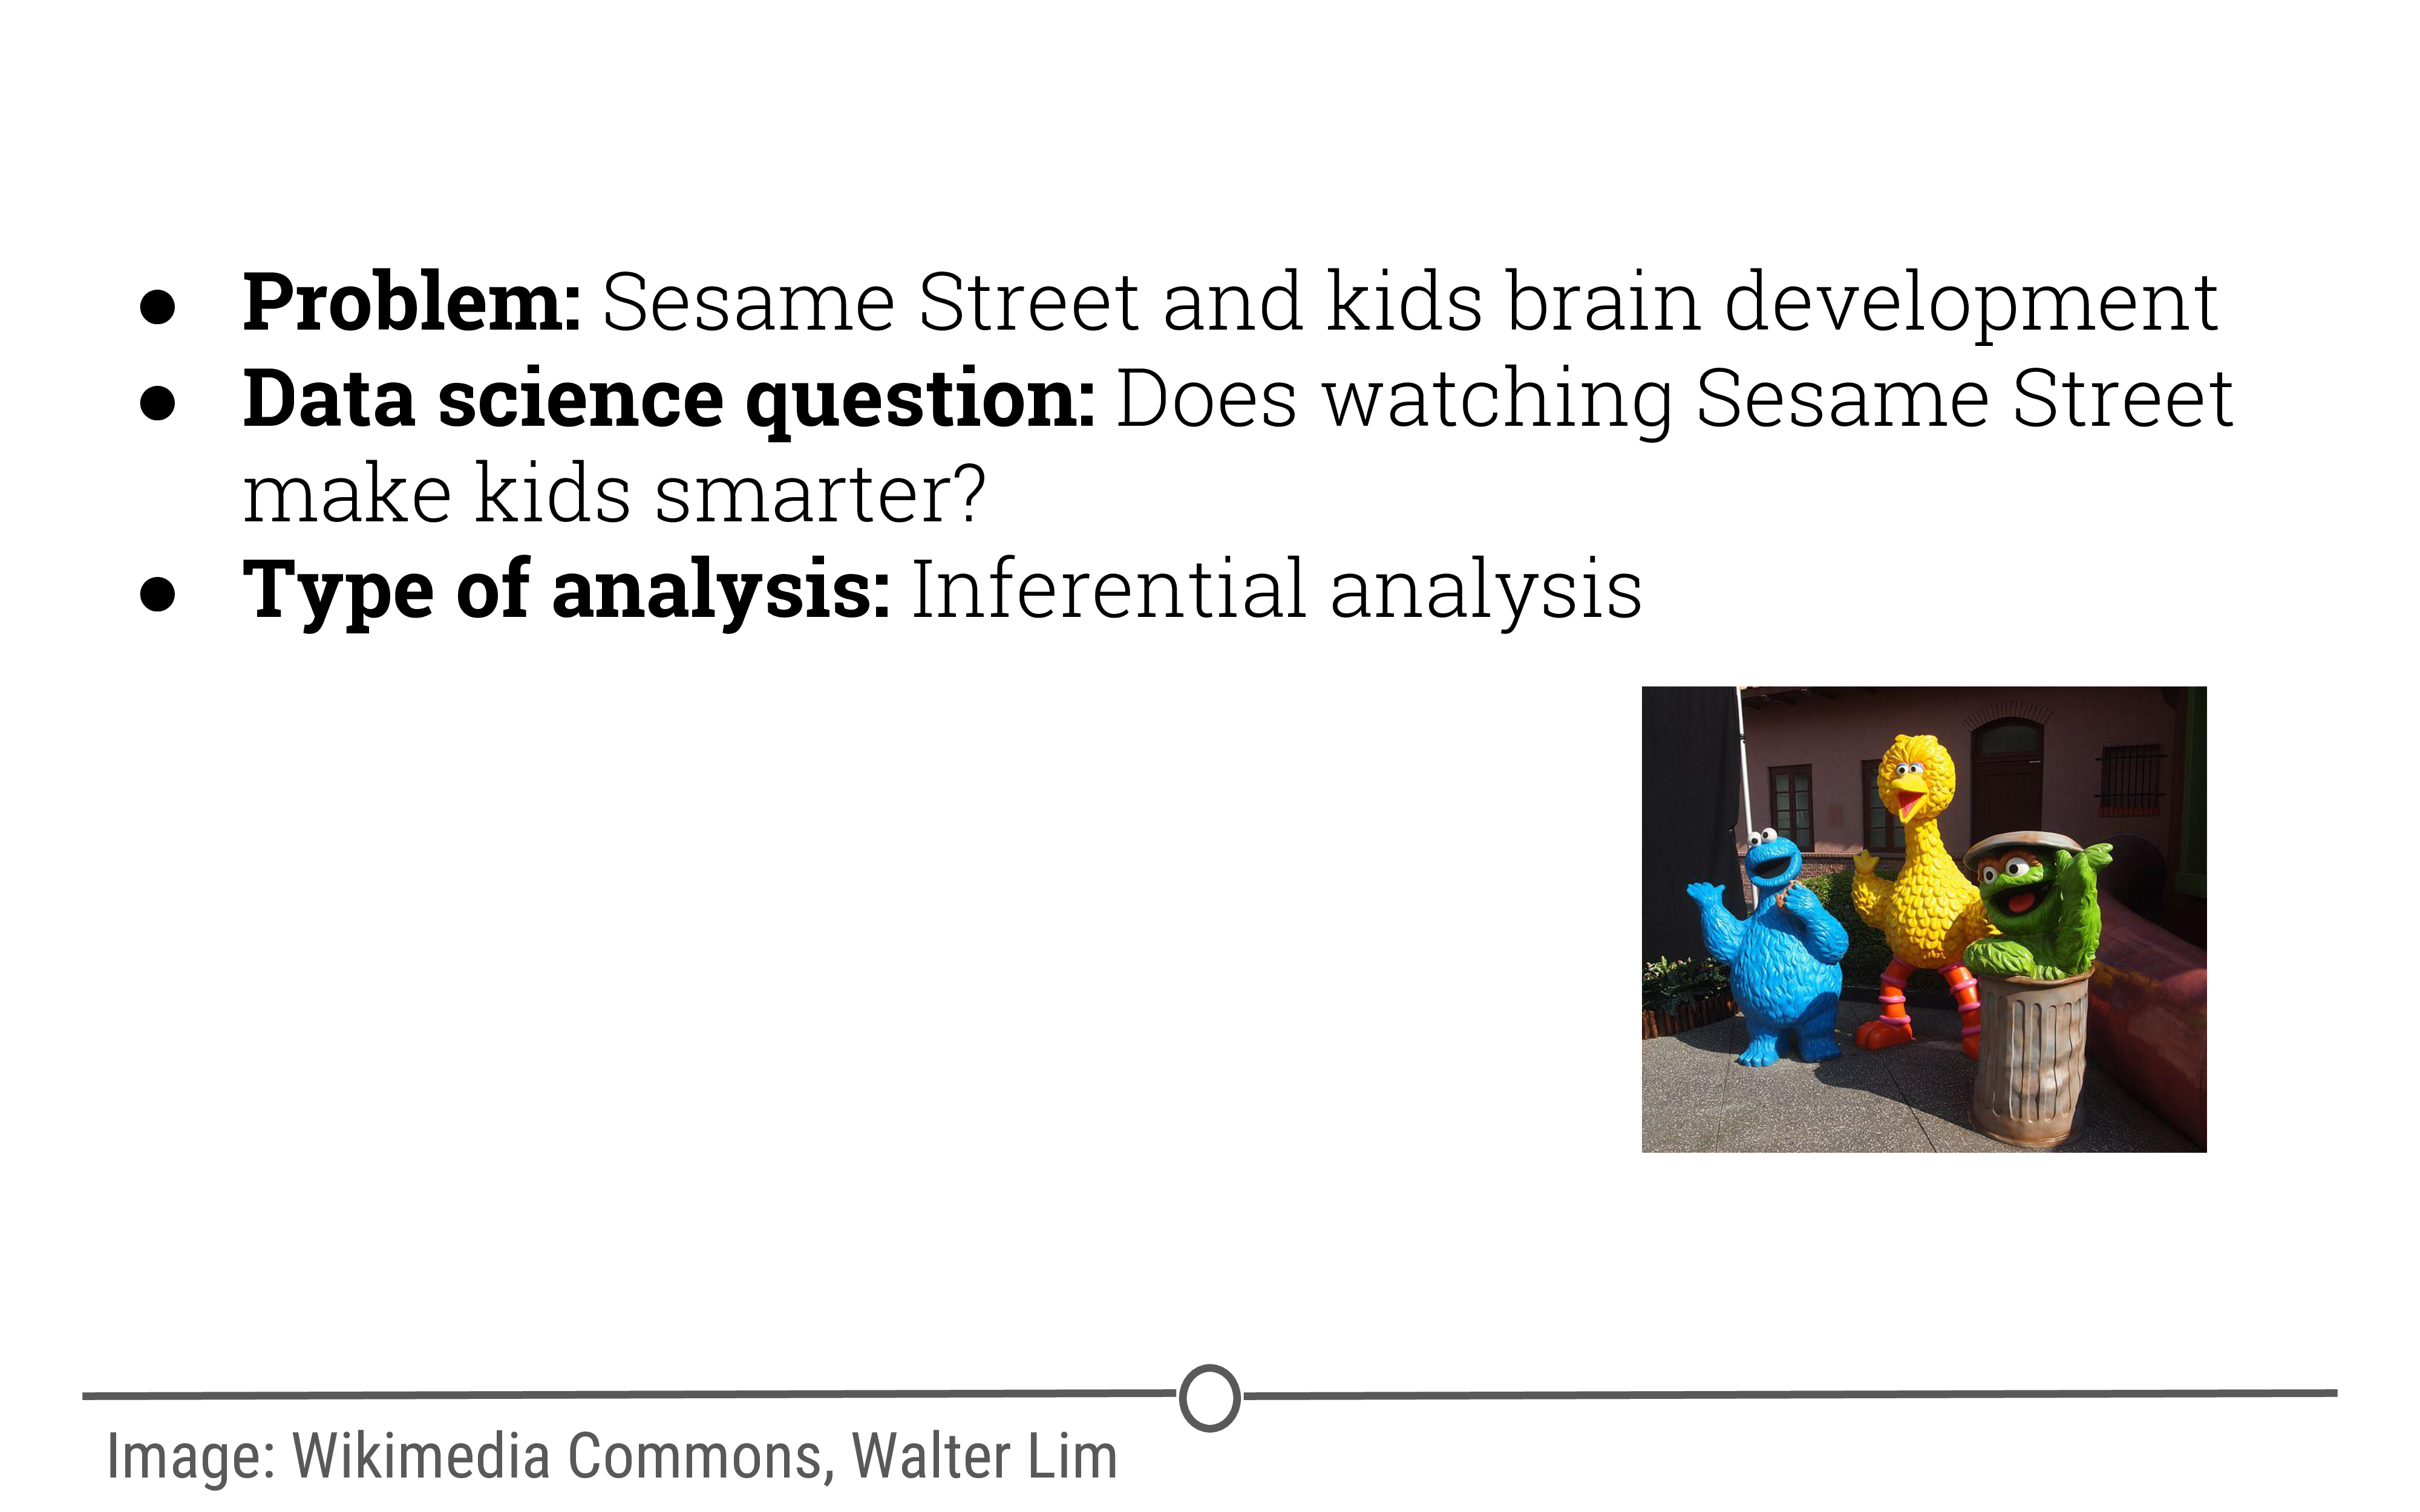 ● Problem: Sesame Street and kids brain development
● Data science question: Does watching Sesame Street
make kids smarter?
● Type of analysis: Inferential analysis
Image: Wikimedia Commons, Walter Lim